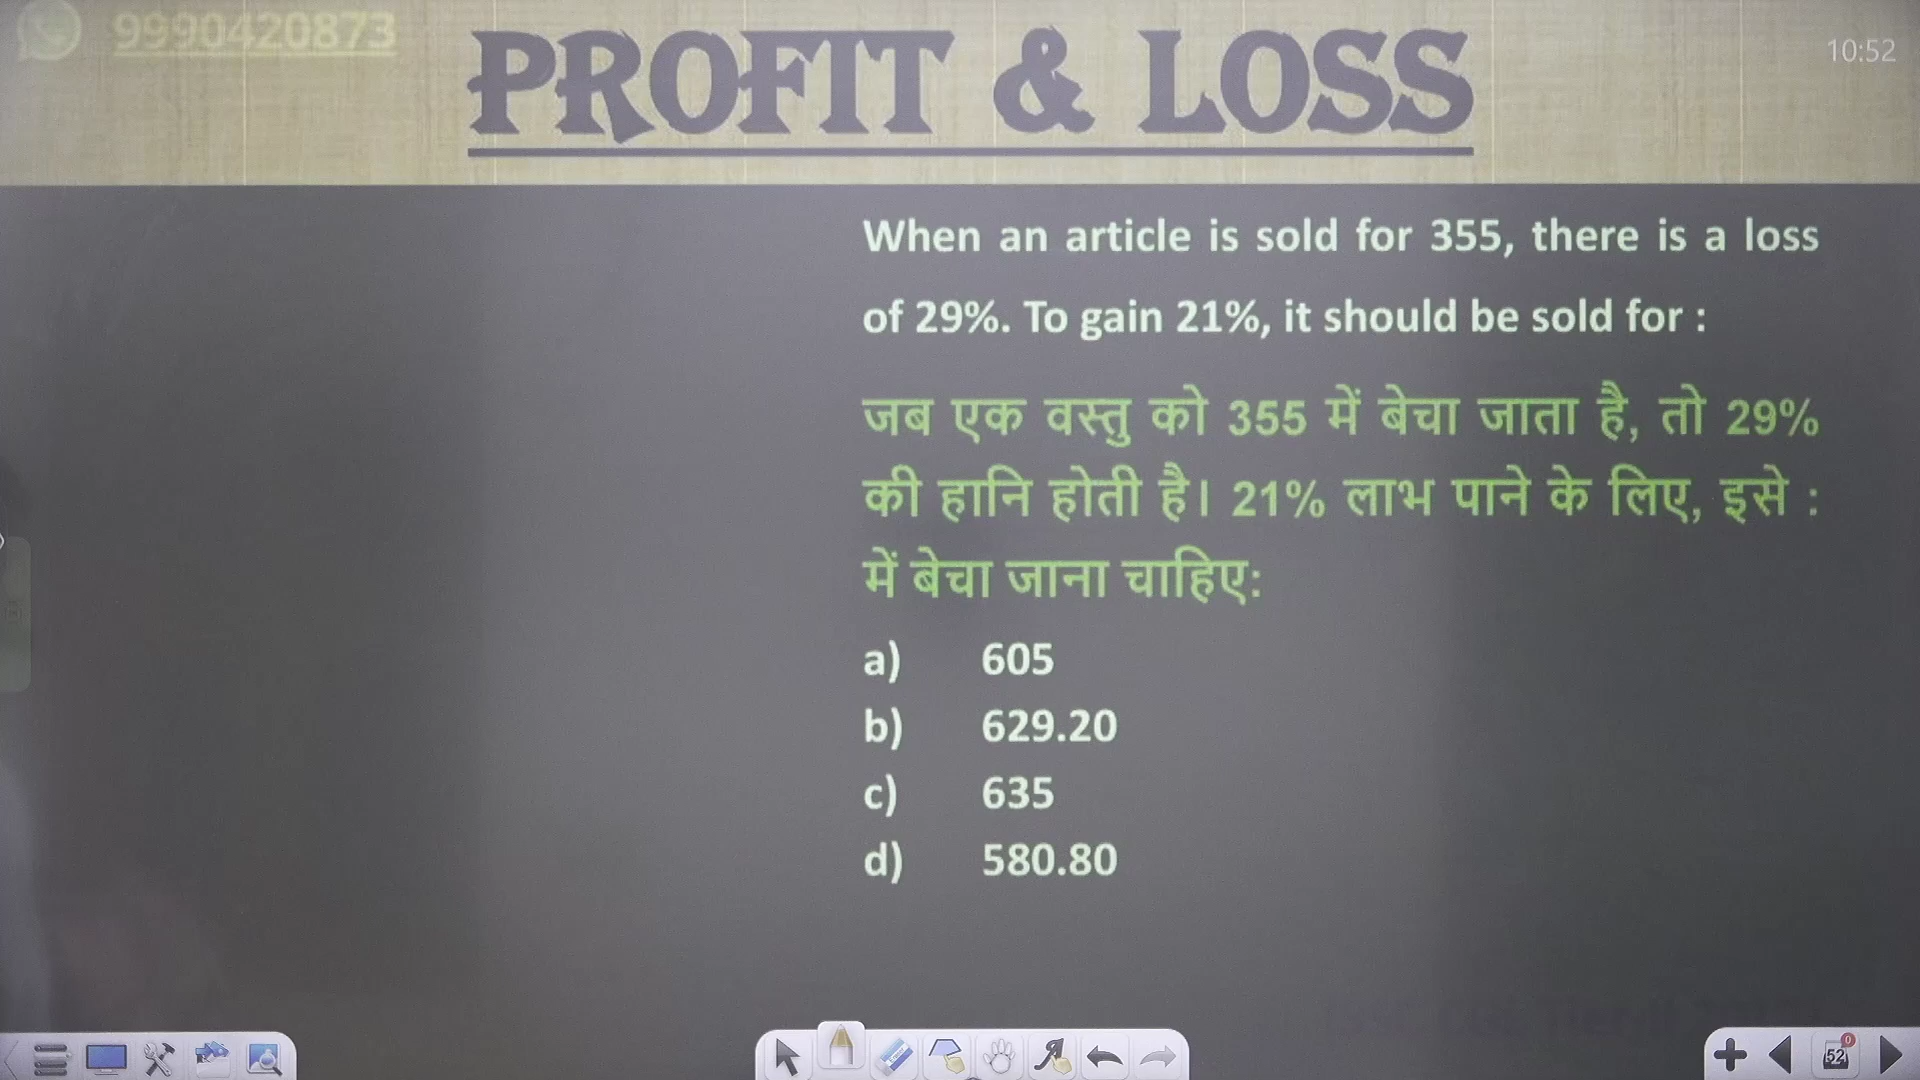 9990420873
PROFIT & LOSS
10:52
When an article is sold for 355, there is a loss
of 29%. To gain 21%, it should be sold for :
जब एक वस्तु को 355 में बेचा जाता है, तो 29%
की हानि होती है। 21% लाभ पाने के लिए, इसे :
में बेचा जाना चाहिए:
a) 605
b) 629.20
c) 635
d) 580.80
52
0